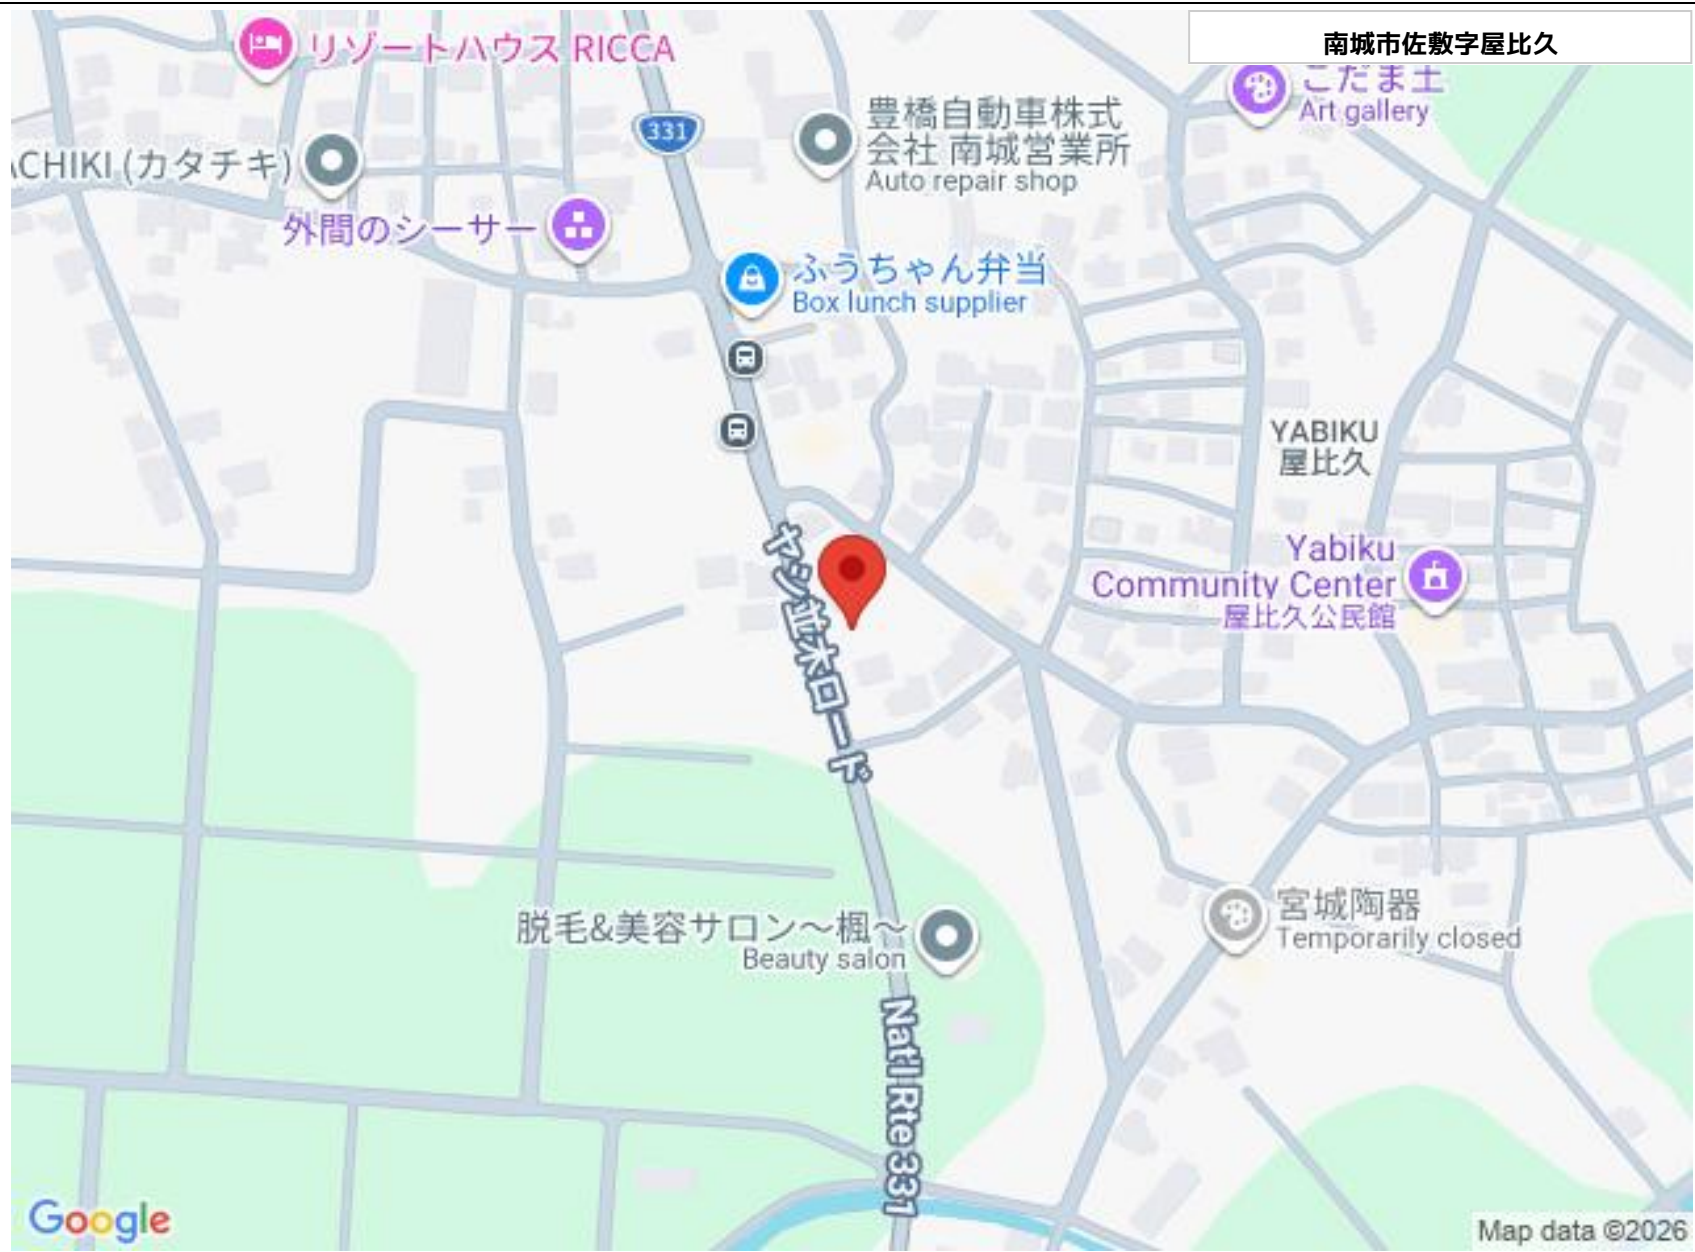 南城市佐敷字屋比久
リゾートハウス RICCA
こだま土
Art gallery
331
豊橋自動車株式
会社 南城営業所
Auto repair shop
ACHIKI (カタチキ)
外間のシーサー
ふうちゃん弁当
Box lunch supplier
YABIKU
屋比久
ヤシ並木ロード
Yabiku
Community Center
屋比久公民館
脱毛&美容サロン〜楓〜
Beauty salon
宮城陶器
Temporarily closed
Nat'l Rte 331
Google
Map data ©2026